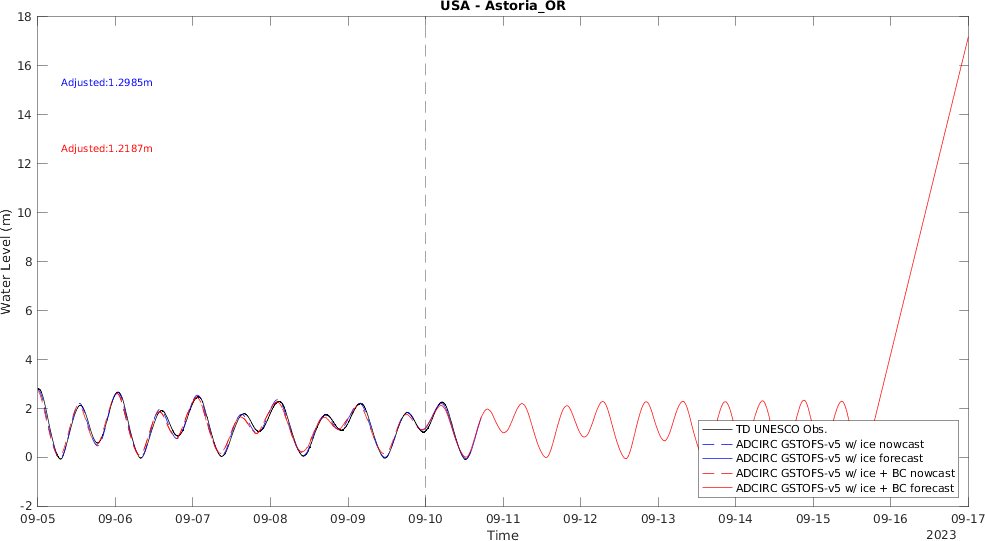 USA - Astoria_OR
Adjusted:1.2985m
Adjusted:1.2187m
Water Level (m)
18
16
14
12
10
8
6
4
2
0
-2
TD UNESCO Obs.
ADCIRC GSTOFS-v5 w/ ice nowcast
ADCIRC GSTOFS-v5 w/ ice forecast
ADCIRC GSTOFS-v5 w/ ice + BC nowcast
ADCIRC GSTOFS-v5 w/ ice + BC forecast
09-05 09-06 09-07 09-08 09-09 09-10 09-11 09-12 09-13 09-14 09-15 09-16 09-17
Time
2023